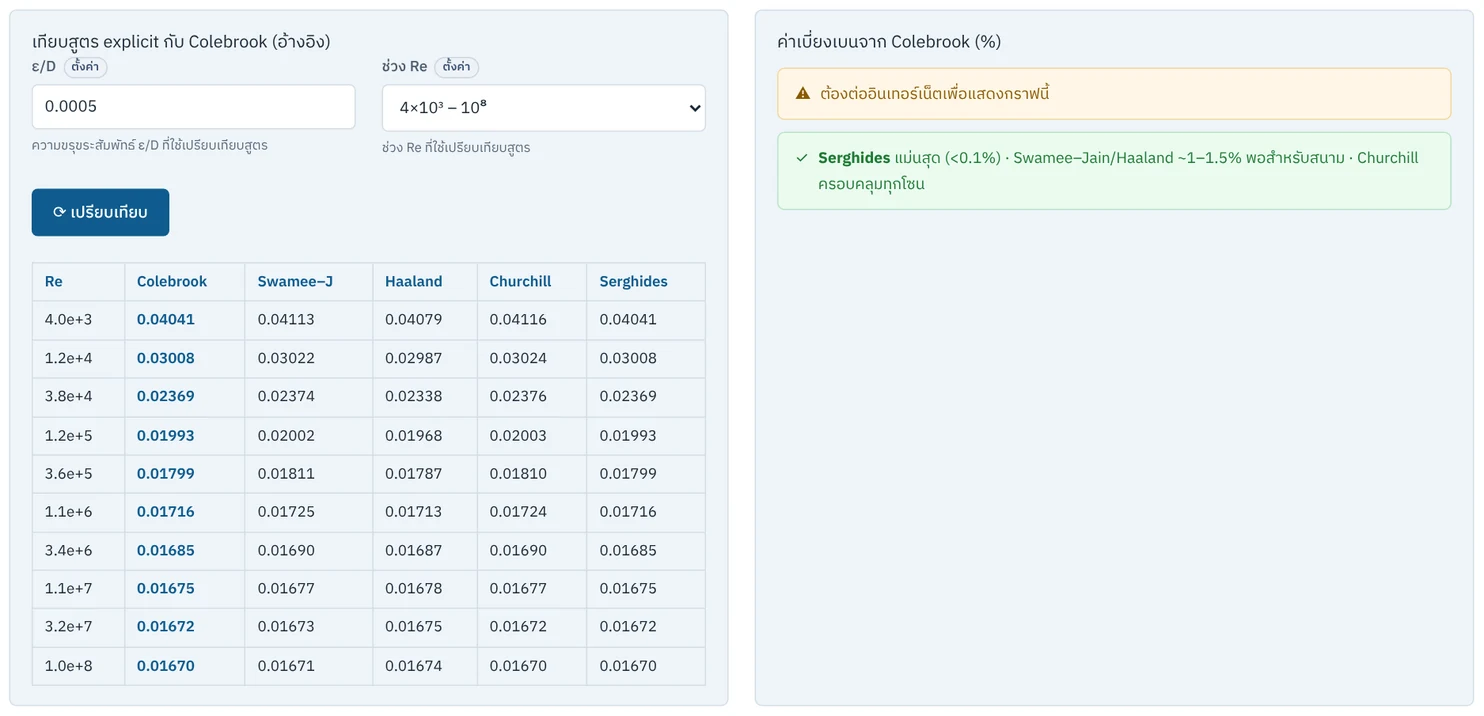 เทียบสูตร explicit กับ Colebrook (อ้างอิง)
ε/D ตั้งค่า
0.0005
ความขรุขระสัมพัทธ์ ε/D ที่ใช้เปรียบเทียบสูตร
ช่วง Re ตั้งค่า
4×10³ – 10⁸
ช่วง Re ที่ใช้เปรียบเทียบสูตร
⟳ เปรียบเทียบ
Re Colebrook Swamee–J Haaland Churchill Serghides
4.0e+3 0.04041 0.04113 0.04079 0.04116 0.04041
1.2e+4 0.03008 0.03022 0.02987 0.03024 0.03008
3.8e+4 0.02369 0.02374 0.02338 0.02376 0.02369
1.2e+5 0.01993 0.02002 0.01968 0.02003 0.01993
3.6e+5 0.01799 0.01811 0.01787 0.01810 0.01799
1.1e+6 0.01716 0.01725 0.01713 0.01724 0.01716
3.4e+6 0.01685 0.01690 0.01687 0.01690 0.01685
1.1e+7 0.01675 0.01677 0.01678 0.01677 0.01675
3.2e+7 0.01672 0.01673 0.01675 0.01672 0.01672
1.0e+8 0.01670 0.01671 0.01674 0.01670 0.01670
ค่าเบี่ยงเบนจาก Colebrook (%)
⚠ ต้องต่ออินเทอร์เน็ตเพื่อแสดงกราฟนี้
✓ Serghides แม่นสุด (<0.1%) · Swamee–Jain/Haaland ~1–1.5% พอสำหรับสนาม · Churchill
ครอบคลุมทุกโซน